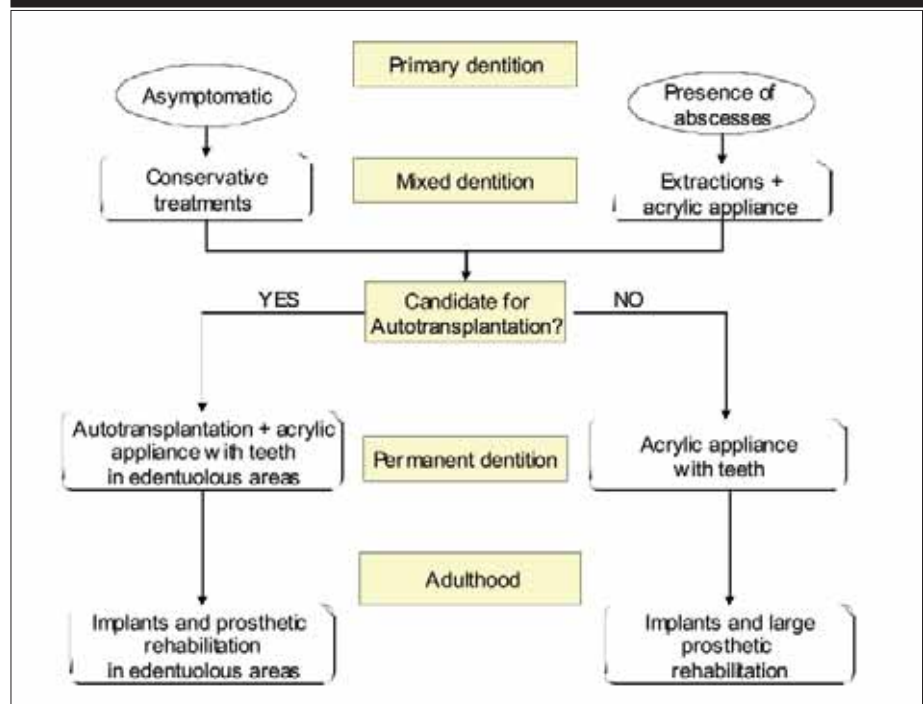 Primary dentition
Asymptomatic
Presence of
abscesses
Conservative
treatments
Mixed dentition
Extractions +
acrylic appliance
YES
Candidate for
Autotransplantation?
NO
Autotransplantation + acrylic
appliance with teeth
in edentuolous areas
Permanent dentition
Acrylic appliance
with teeth
Adulthood
Implants and prosthetic
rehabilitation
in edentuolous areas
Implants and large
prosthetic
rehabilitation